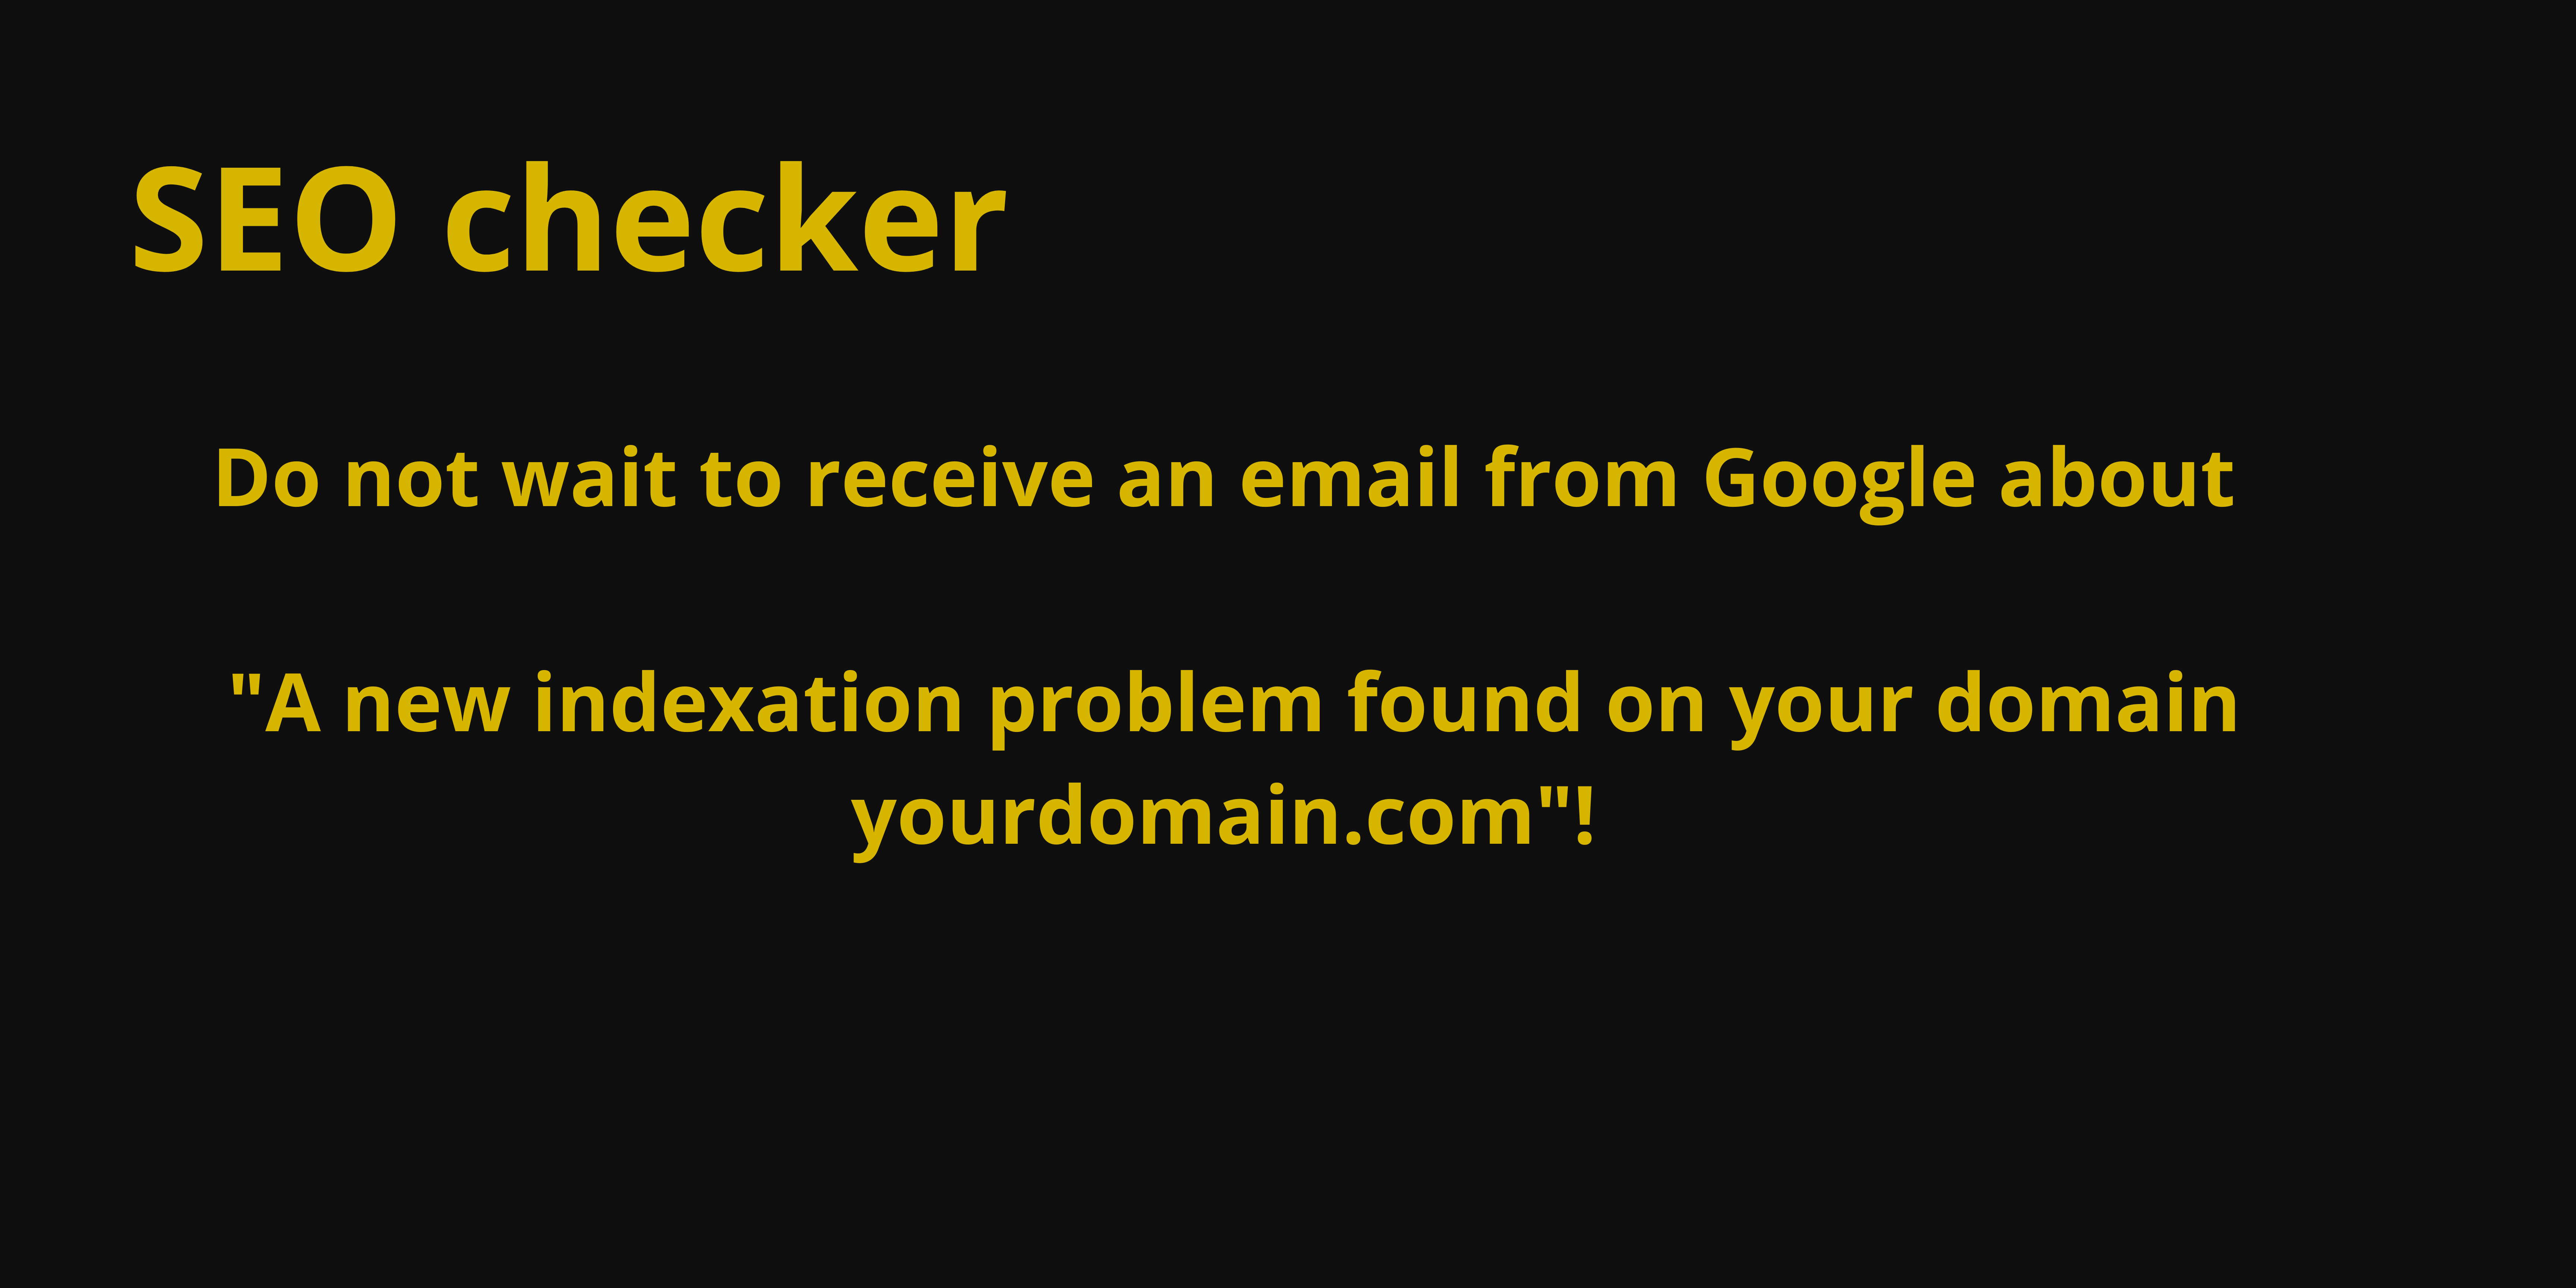 SEO checker
Do not wait to receive an email from Google about
"A new indexation problem found on your domain
yourdomain.com"!